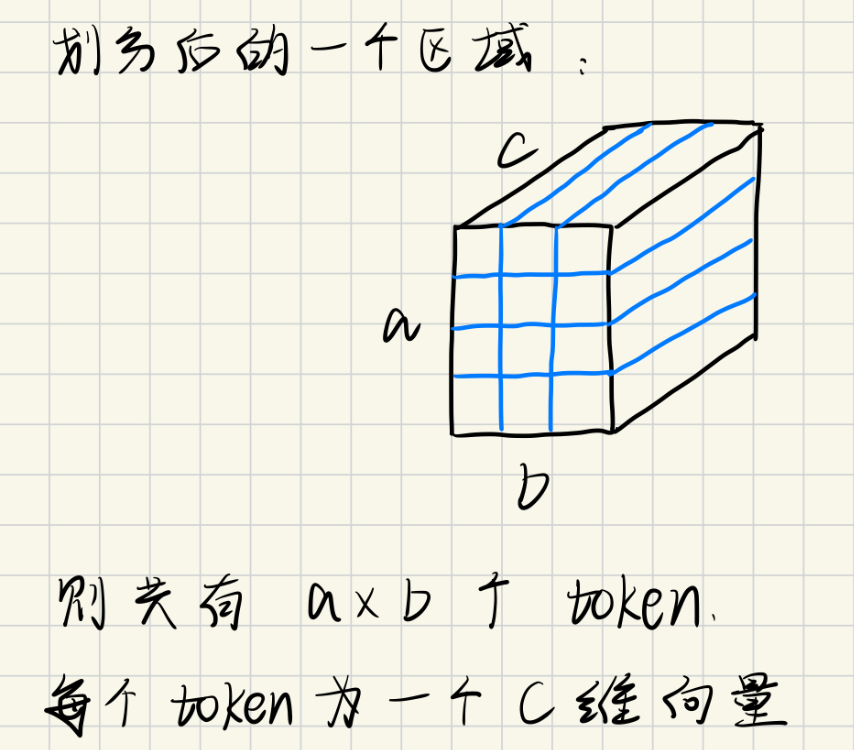 划分后的一个区域：
c
a
b
则共有 a×b 个 token.
每个 token 为一个 C 维向量